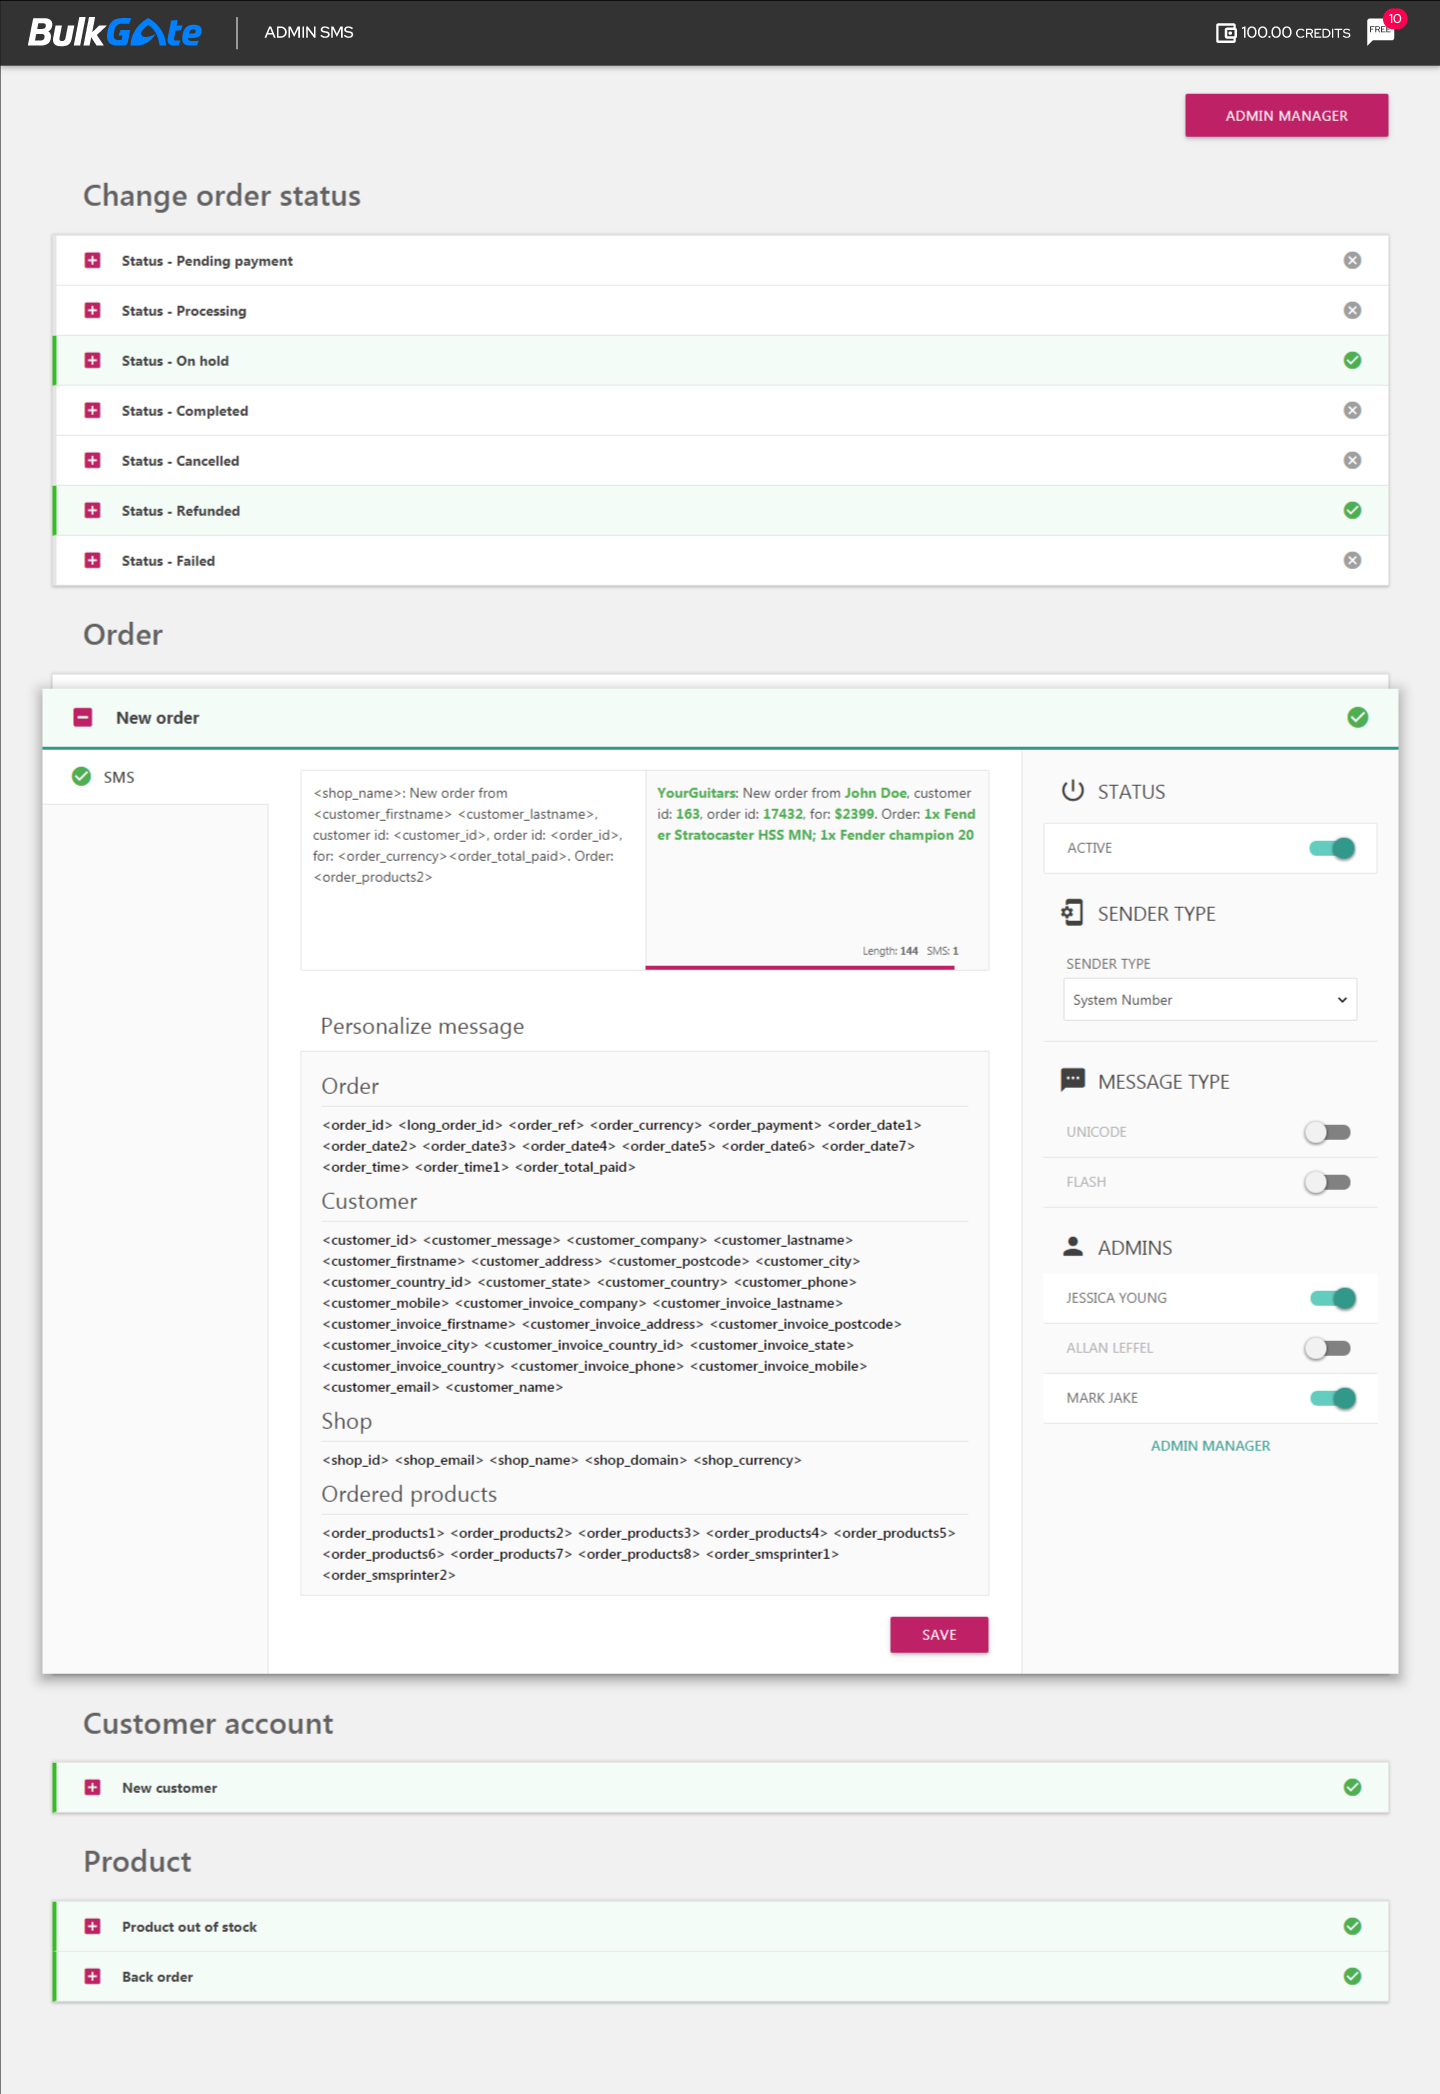 BulkGate ADMIN SMS 100.00 CREDITS FREE 10
ADMIN MANAGER
Change order status
Status - Pending payment
Status - Processing
Status - On hold
Status - Completed
Status - Cancelled
Status - Refunded
Status - Failed
Order
New order
SMS
<shop_name>: New order from
<customer_firstname> <customer_lastname>,
customer id: <customer_id>, order id: <order_id>,
for: <order_currency><order_total_paid>. Order:
<order_products2>
YourGuitars: New order from John Doe, customer
id: 163, order id: 17432, for: $2399. Order: 1x Fend
er Stratocaster HSS MN; 1x Fender champion 20
Length: 144 SMS: 1
Personalize message
Order
<order_id> <long_order_id> <order_ref> <order_currency> <order_payment> <order_date1>
<order_date2> <order_date3> <order_date4> <order_date5> <order_date6> <order_date7>
<order_time> <order_time1> <order_total_paid>
Customer
<customer_id> <customer_message> <customer_company> <customer_lastname>
<customer_firstname> <customer_address> <customer_postcode> <customer_city>
<customer_country_id> <customer_state> <customer_country> <customer_phone>
<customer_mobile> <customer_invoice_company> <customer_invoice_lastname>
<customer_invoice_firstname> <customer_invoice_address> <customer_invoice_postcode>
<customer_invoice_city> <customer_invoice_country_id> <customer_invoice_state>
<customer_invoice_country> <customer_invoice_phone> <customer_invoice_mobile>
<customer_email> <customer_name>
Shop
<shop_id> <shop_email> <shop_name> <shop_domain> <shop_currency>
Ordered products
<order_products1> <order_products2> <order_products3> <order_products4> <order_products5>
<order_products6> <order_products7> <order_products8> <order_smsprinter1>
<order_smsprinter2>
SAVE
STATUS
ACTIVE
SENDER TYPE
SENDER TYPE
System Number
MESSAGE TYPE
UNICODE
FLASH
ADMINS
JESSICA YOUNG
ALLAN LEFFEL
MARK JAKE
ADMIN MANAGER
Customer account
New customer
Product
Product out of stock
Back order